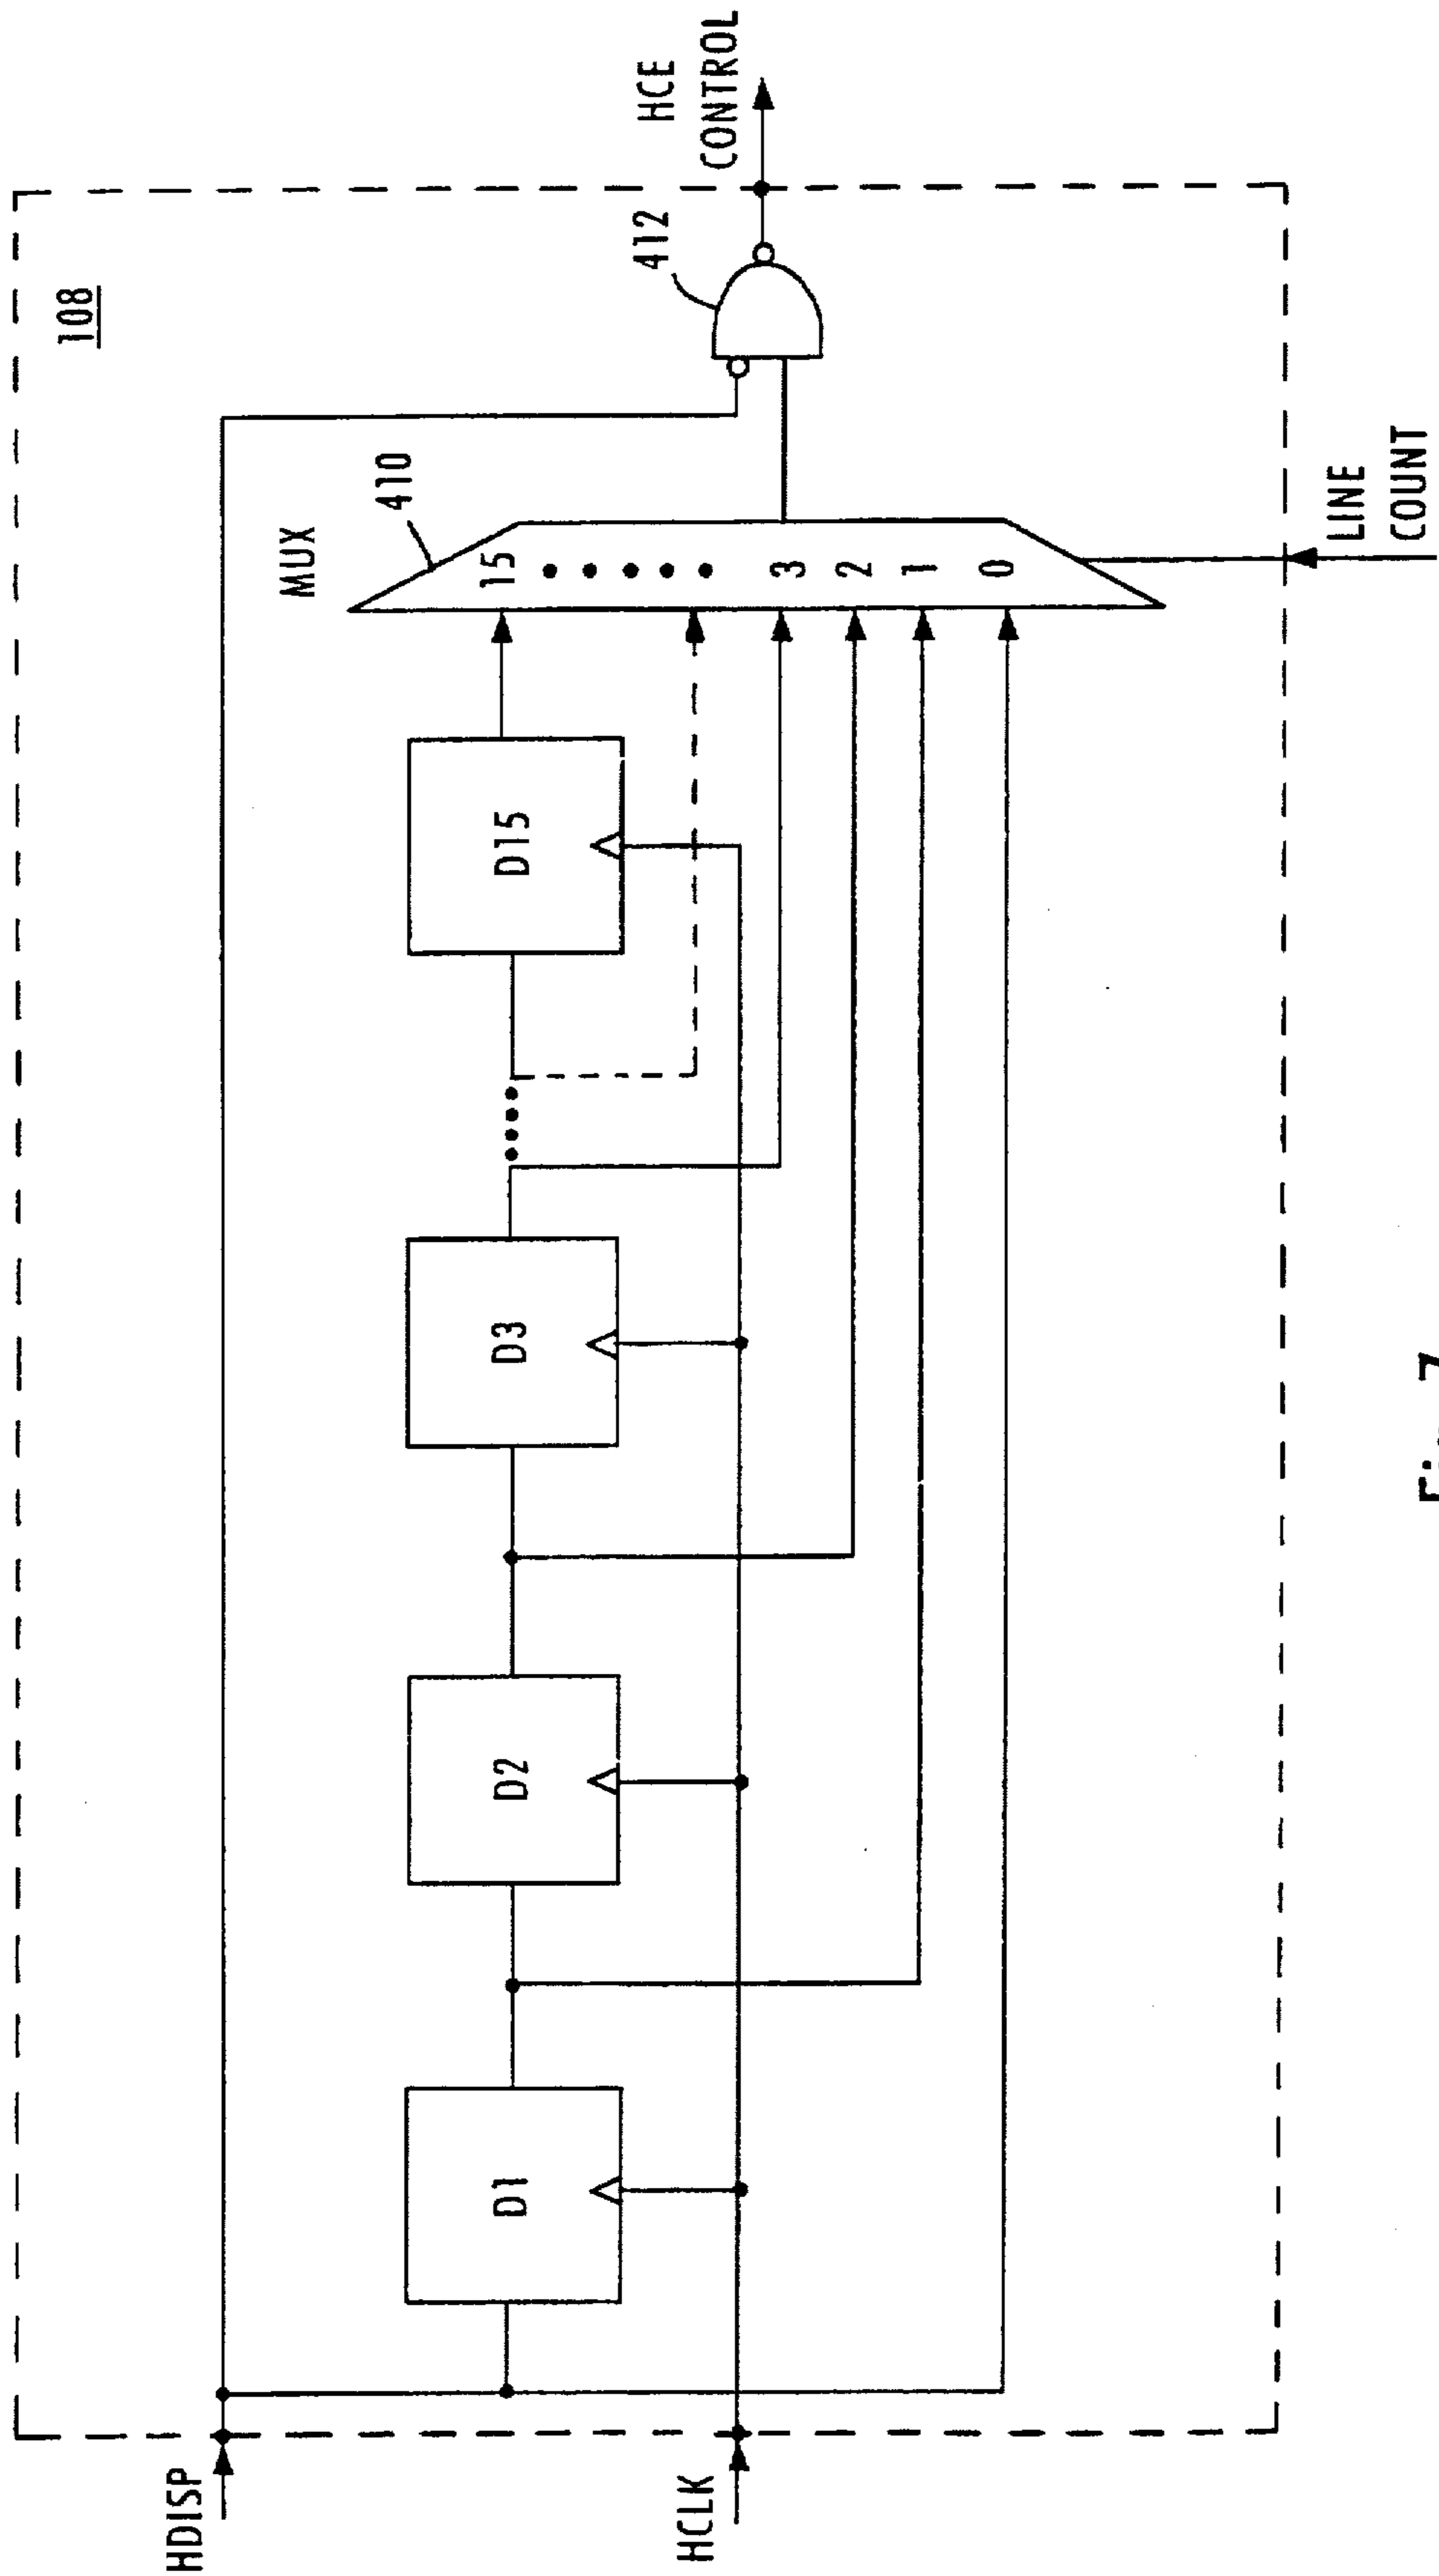 108
HDISP
HCLK
D1
D2
D3
D15
MUX
410
15
3
2
1
0
412
HCE
CONTROL
LINE
COUNT